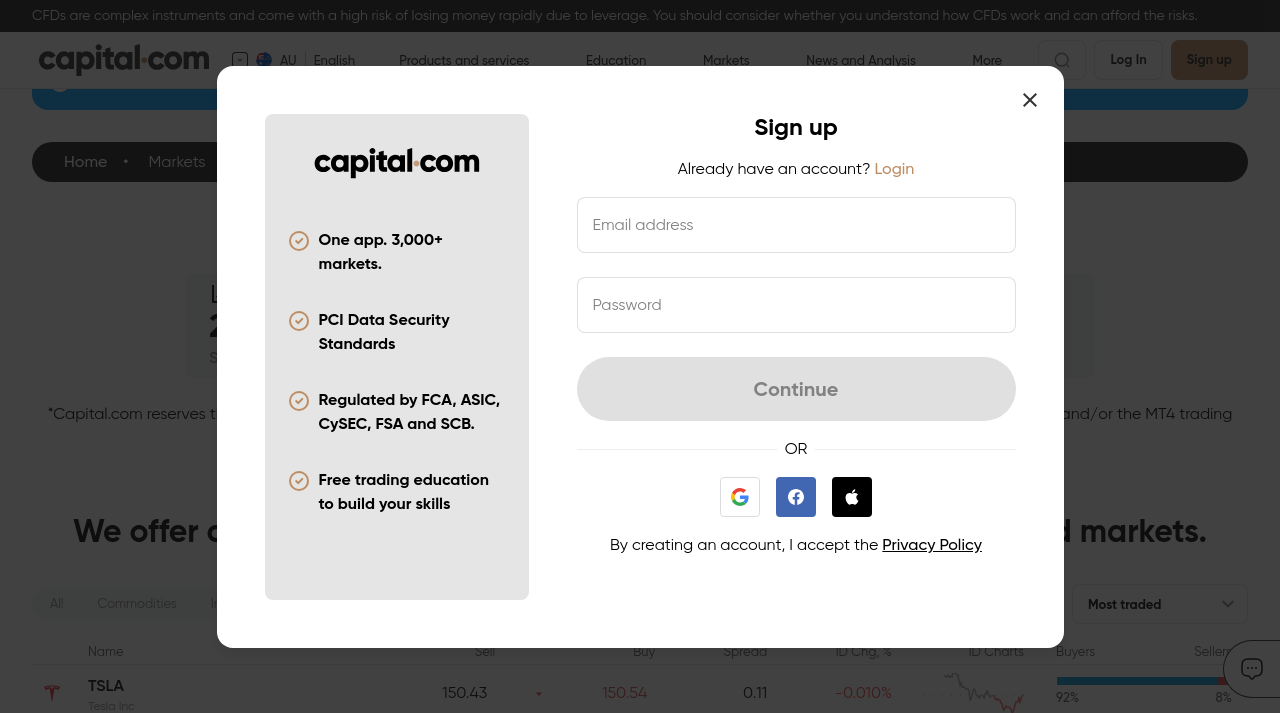 CFDs are complex instruments and come with a high risk of losing money rapidly due to leverage. You should consider whether you understand how CFDs work and can afford the risks.
capital.com AU English Products and services Education Markets News and Analysis More Log In Sign up
Home • Markets
Sign up
Already have an account? Login
Email address
Password
Continue
OR
By creating an account, I accept the Privacy Policy
capital.com
One app. 3,000+
markets.
PCI Data Security
Standards
Regulated by FCA, ASIC,
CySEC, FSA and SCB.
Free trading education
to build your skills
*Capital.com reserves
and/or the MT4 trading
We offer
markets.
All Commodities
Most traded
Name Sell Buy Spread ID Chg, % ID Charts Buyers Sellers
TSLA 150.43 150.54 0.11 -0.010%
Tesla Inc 92% 8%